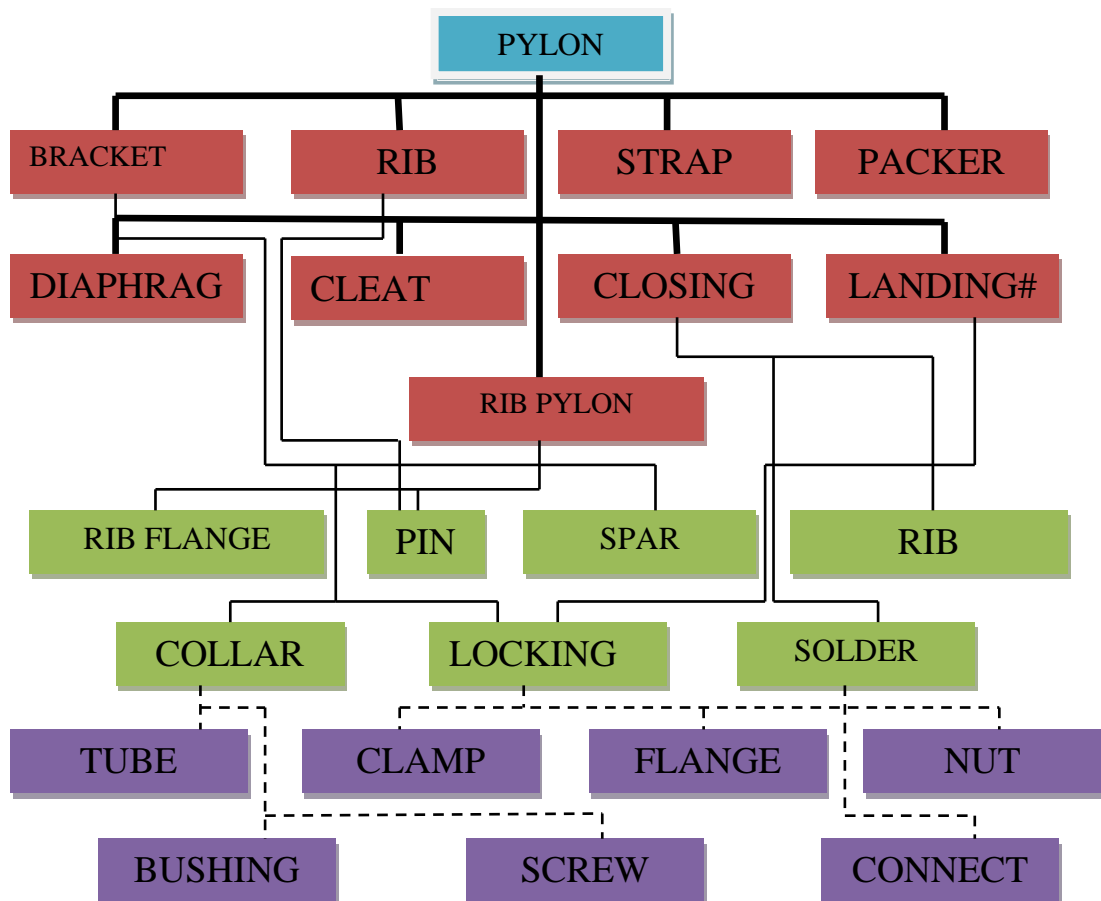 PYLON
BRACKET
RIB
STRAP
PACKER
DIAPHRAG
CLEAT
CLOSING
LANDING#
RIB PYLON
RIB FLANGE
PIN
SPAR
RIB
COLLAR
LOCKING
SOLDER
TUBE
CLAMP
FLANGE
NUT
BUSHING
SCREW
CONNECT